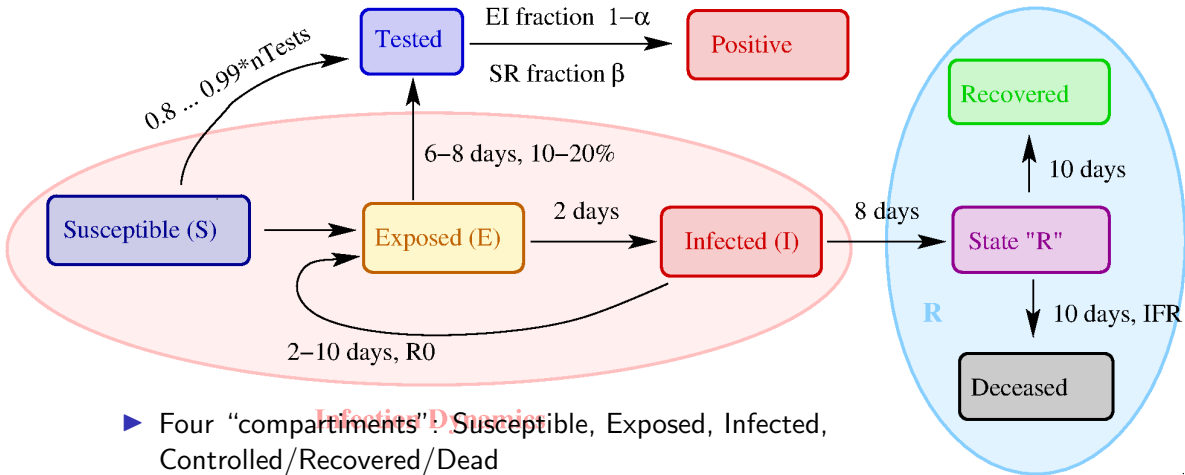 EI fraction 1−α
Tested
Positive
SR fraction β
0.8 ... 0.99*nTests
Recovered
6−8 days, 10−20%
10 days
Susceptible (S)
Exposed (E)
2 days
Infected (I)
8 days
State "R"
R
10 days, IFR
2−10 days, R0
Deceased
Infection Dynamics
▶ Four “compartiments”: Susceptible, Exposed, Infected,
Controlled/Recovered/Dead